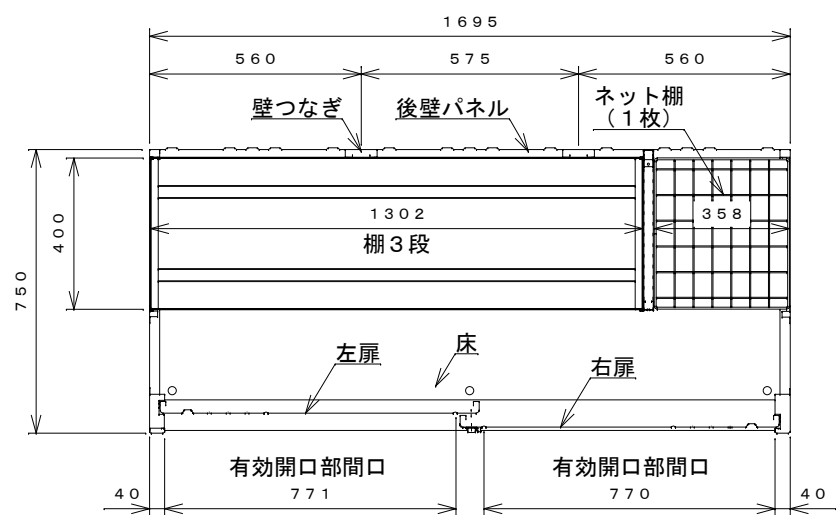 1695
560 575 560
壁つなぎ 後壁パネル ネット棚
（1枚）
400
750
1302
棚3段
358
左扉 床 右扉
有効開口部間口 有効開口部間口
40 771 770 40